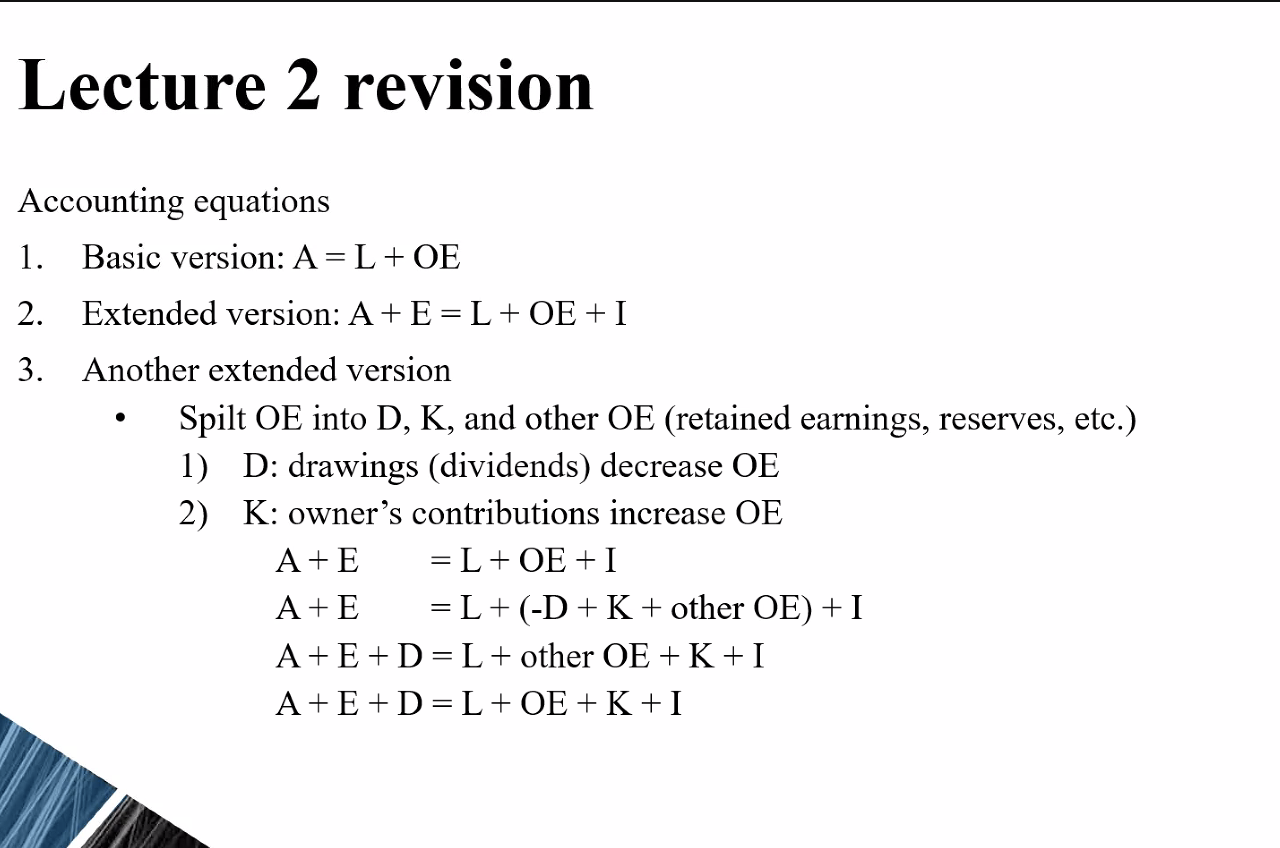 Lecture 2 revision
Accounting equations
1. Basic version: A = L + OE
2. Extended version: A + E = L + OE + I
3. Another extended version
• Spilt OE into D, K, and other OE (retained earnings, reserves, etc.)
1) D: drawings (dividends) decrease OE
2) K: owner’s contributions increase OE
A + E = L + OE + I
A + E = L + (-D + K + other OE) + I
A + E + D = L + other OE + K + I
A + E + D = L + OE + K + I